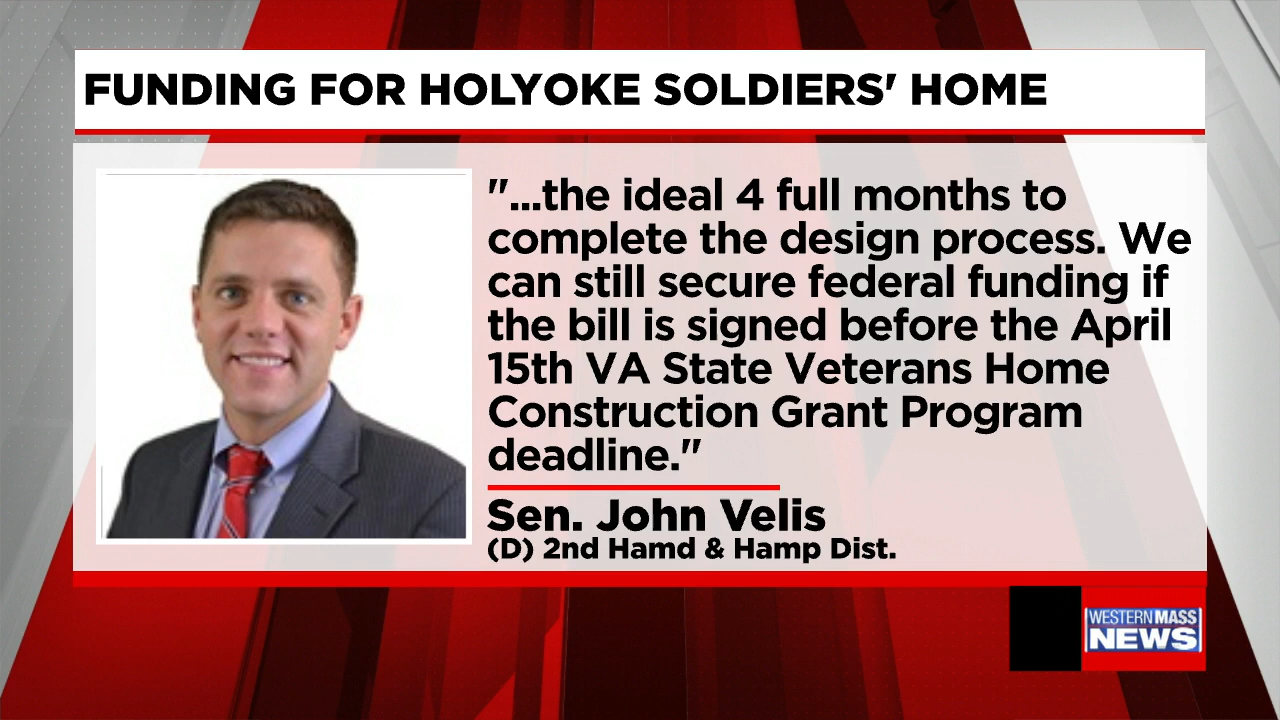 FUNDING FOR HOLYOKE SOLDIERS' HOME
"...the ideal 4 full months to
complete the design process. We
can still secure federal funding if
the bill is signed before the April
15th VA State Veterans Home
Construction Grant Program
deadline."
Sen. John Velis
(D) 2nd Hamd & Hamp Dist.
WESTERN MASS
NEWS